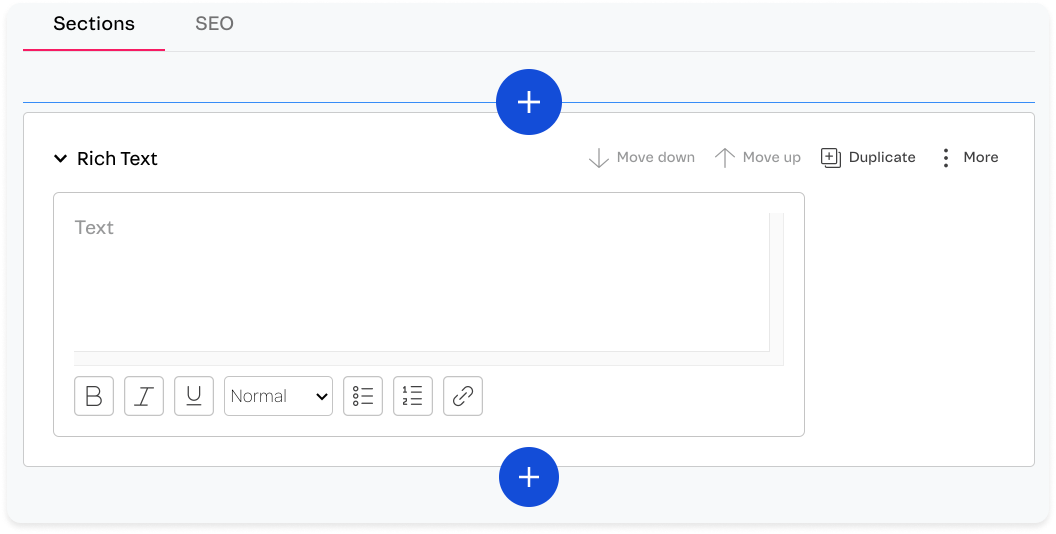 Sections SEO
Rich Text Move down Move up Duplicate More
Text
B I U Normal